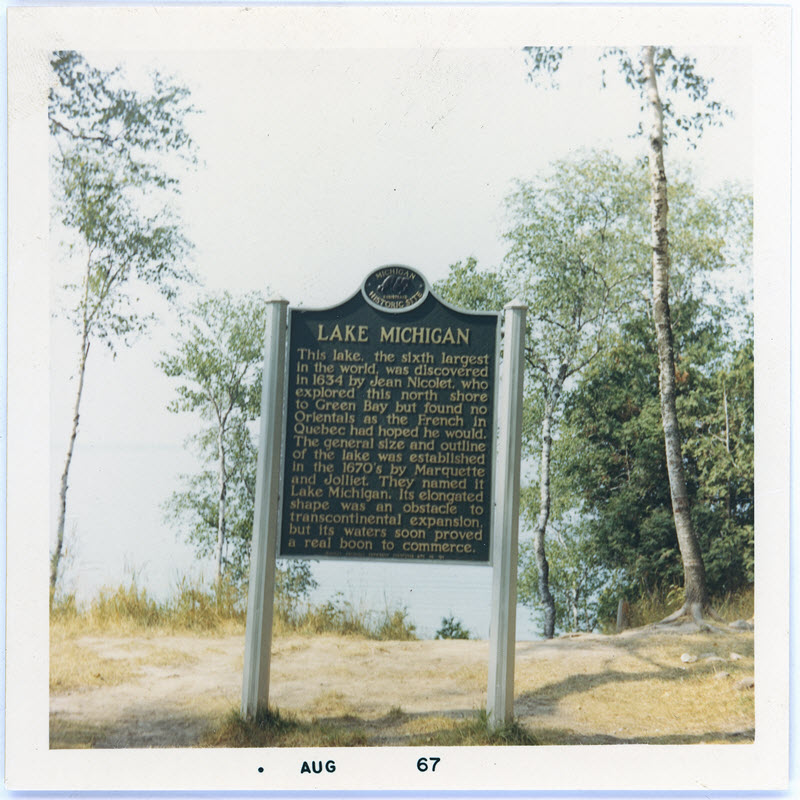 MICHIGAN
HISTORIC SITE
LAKE MICHIGAN
This lake, the sixth largest
in the world, was discovered
in 1634 by Jean Nicolet, who
explored this north shore
to Green Bay but found no
Orientals as the French in
Quebec had hoped he would.
The general size and outline
of the lake was established
in the 1670's by Marquette
and Jolliet. They named it
Lake Michigan. Its elongated
shape was an obstacle to
transcontinental expansion,
but its waters soon proved
a real boon to commerce.
• AUG 67